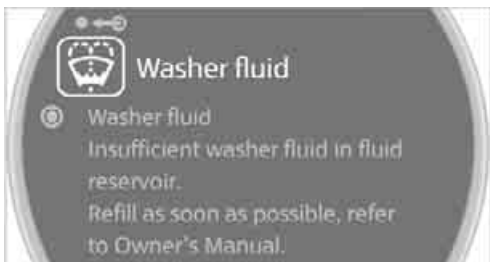 Washer fluid
Washer fluid
Insufficient washer fluid in fluid
reservoir.
Refill as soon as possible, refer
to Owner's Manual.